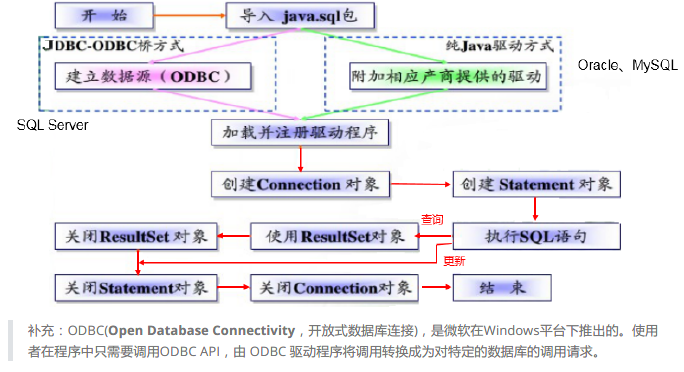 开 始
导入 java.sql包
JDBC-ODBC桥方式
纯Java驱动方式
建立数据源（ODBC）
附加相应产商提供的驱动
Oracle、MySQL
SQL Server
加载并注册驱动程序
创建Connection 对象
创建 Statement 对象
查询
关闭ResultSet 对象
使用ResultSet对象
执行SQL语句
更新
关闭Statement对象
关闭Connection对象
结 束
补充：ODBC(Open Database Connectivity，开放式数据库连接)，是微软在Windows平台下推出的。使用
者在程序中只需要调用ODBC API，由 ODBC 驱动程序将调用转换成为对特定的数据库的调用请求。